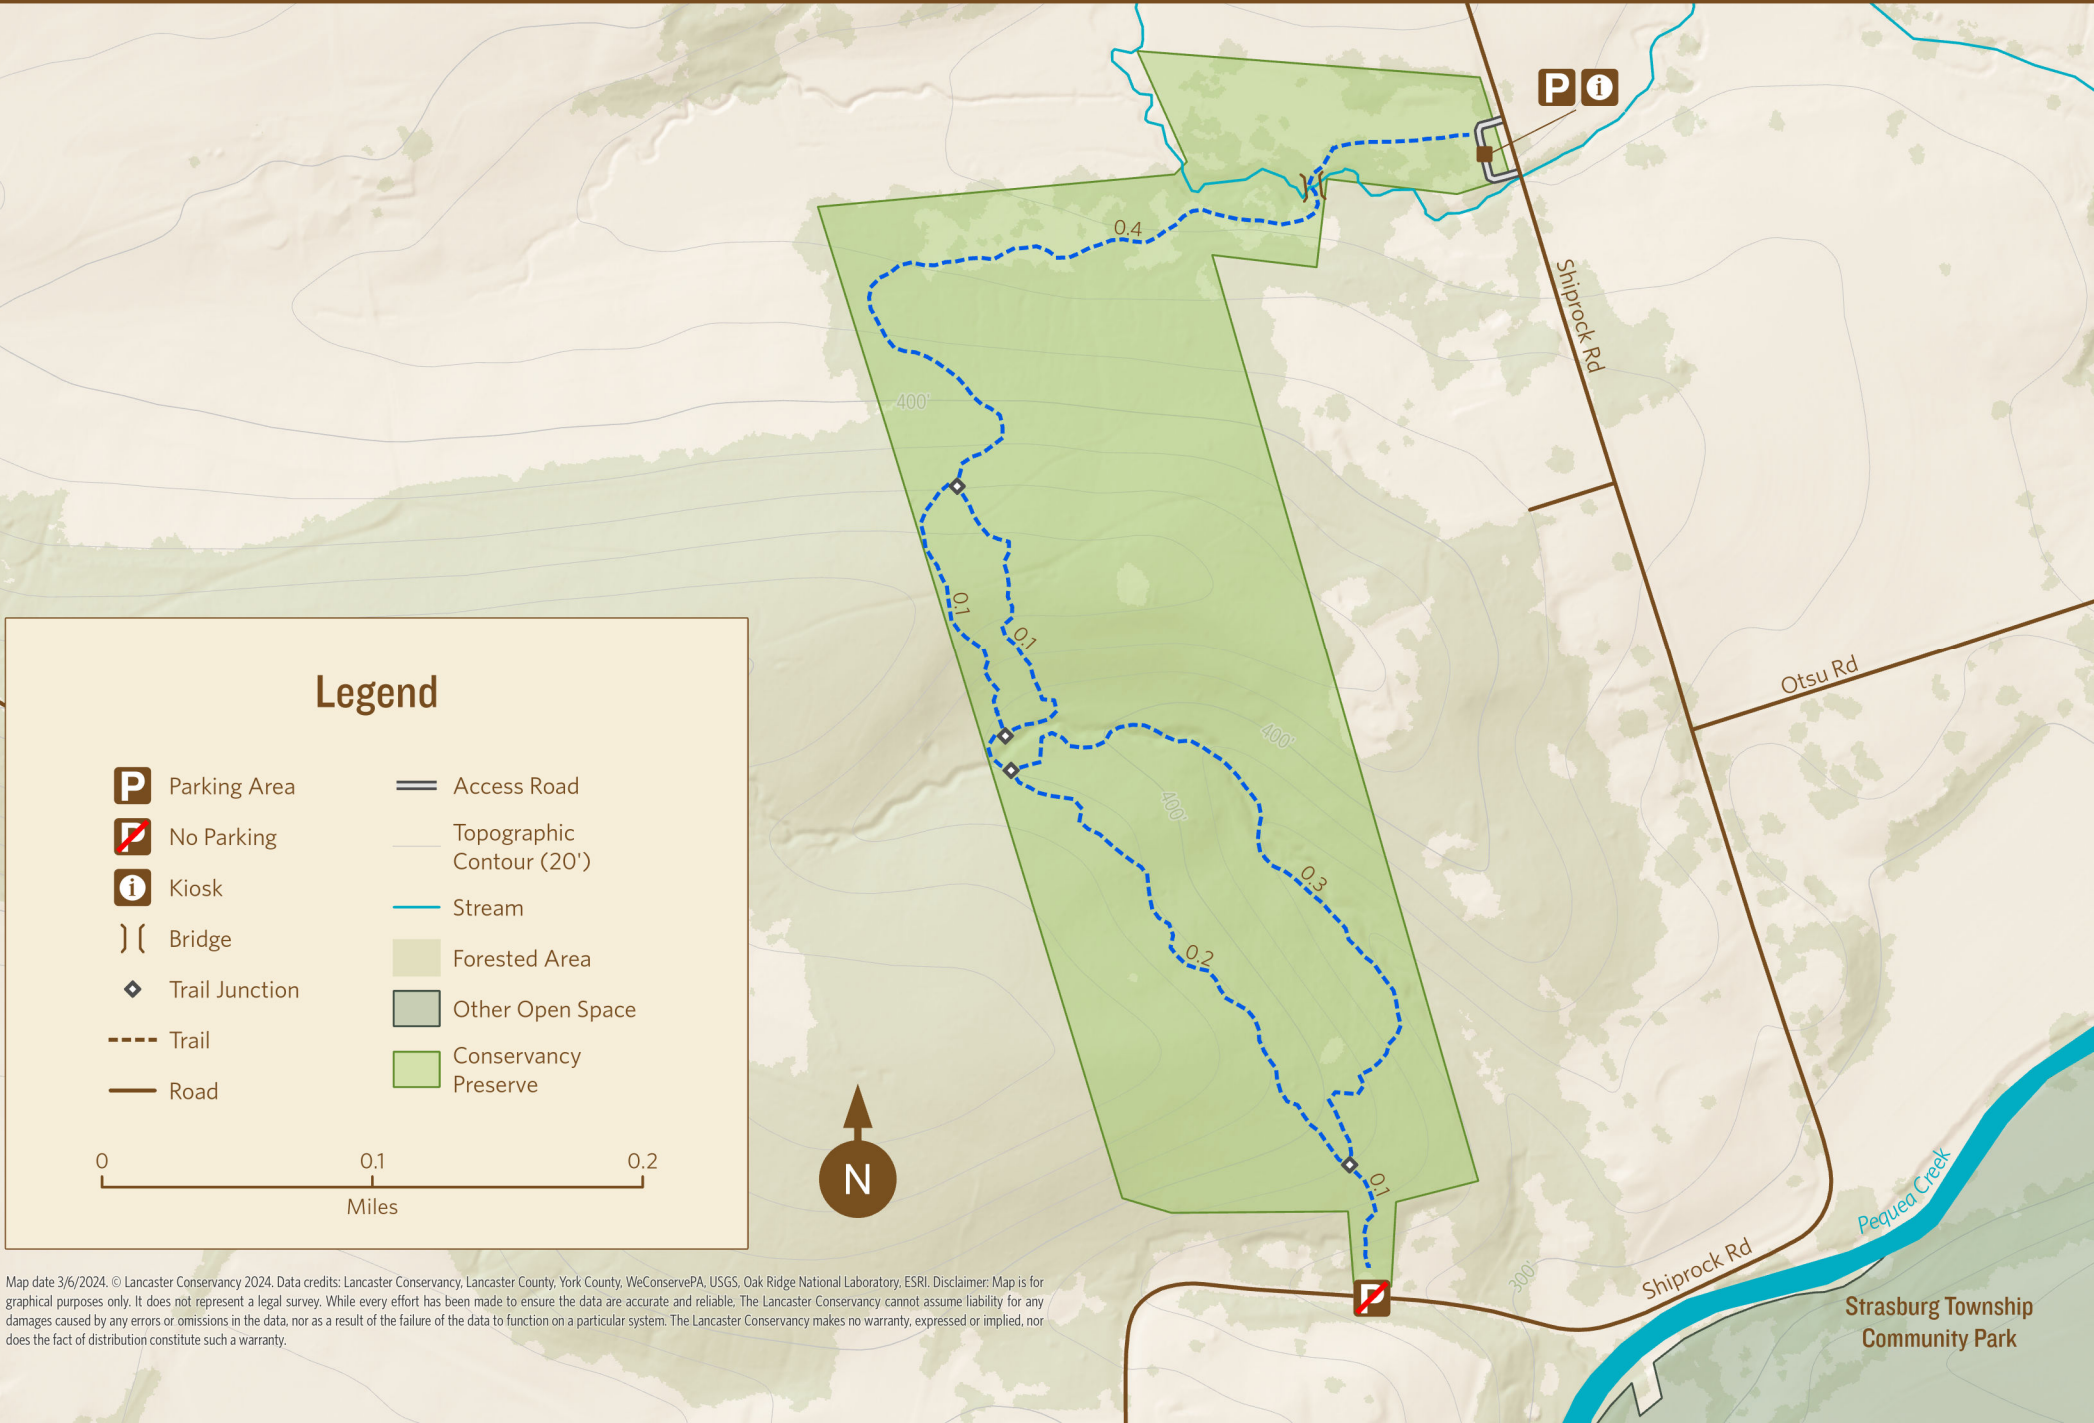 P i
0.4
Shiprock Rd
400'
0.1
0.1
Otsu Rd
400'
400'
0.3
0.2
0.1
Legend
P Parking Area
P No Parking
i Kiosk
Bridge
Trail Junction
Trail
Road
Access Road
Topographic
Contour (20')
Stream
Forested Area
Other Open Space
Conservancy
Preserve
0 0.1 0.2
Miles
N
Pequea Creek
Shiprock Rd
300'
P
Strasburg Township
Community Park
Map date 3/6/2024. © Lancaster Conservancy 2024. Data credits: Lancaster Conservancy, Lancaster County, York County, WeConservePA, USGS, Oak Ridge National Laboratory, ESRI. Disclaimer: Map is for
graphical purposes only. It does not represent a legal survey. While every effort has been made to ensure the data are accurate and reliable, The Lancaster Conservancy cannot assume liability for any
damages caused by any errors or omissions in the data, nor as a result of the failure of the data to function on a particular system. The Lancaster Conservancy makes no warranty, expressed or implied, nor
does the fact of distribution constitute such a warranty.